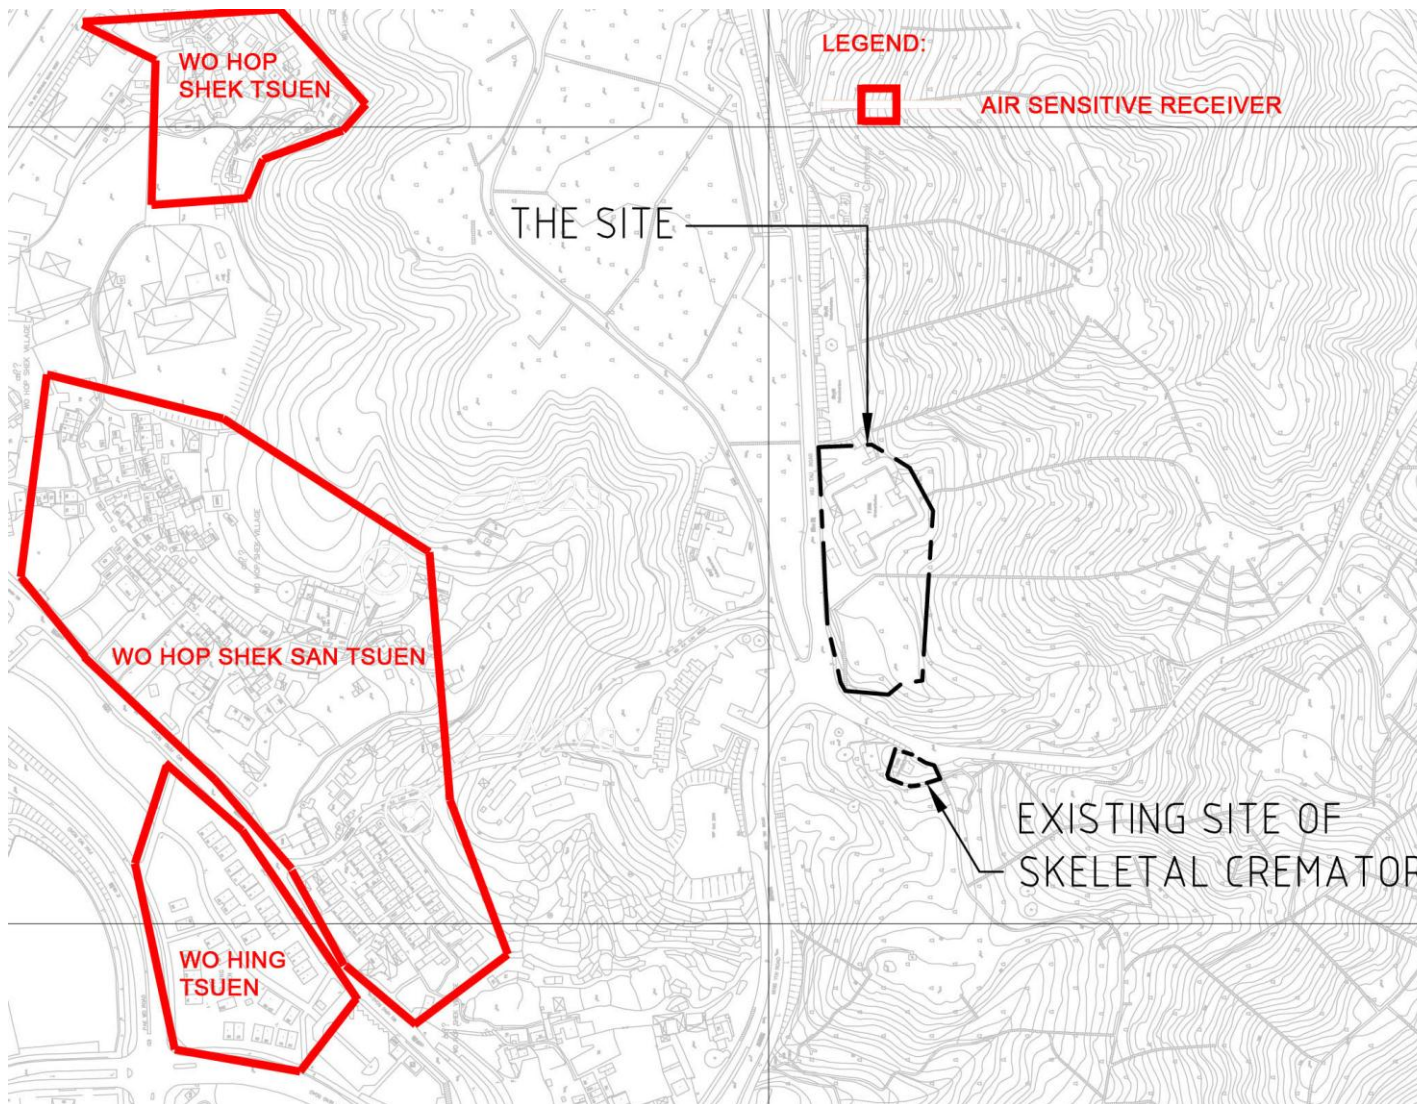 WO HOP
SHEK TSUEN
LEGEND:
AIR SENSITIVE RECEIVER
THE SITE
WO HOP SHEK SAN TSUEN
EXISTING SITE OF
SKELETAL CREMATOR
WO HING
TSUEN